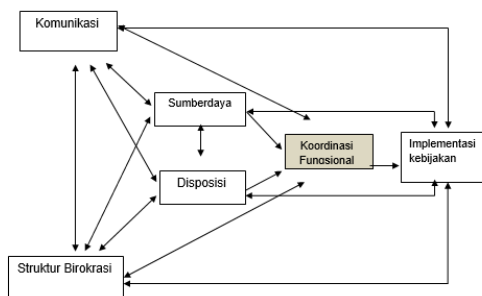 Komunikasi
Sumberdaya
Koordinasi
Fungsional
Implementasi
kebijakan
Disposisi
Struktur Birokrasi